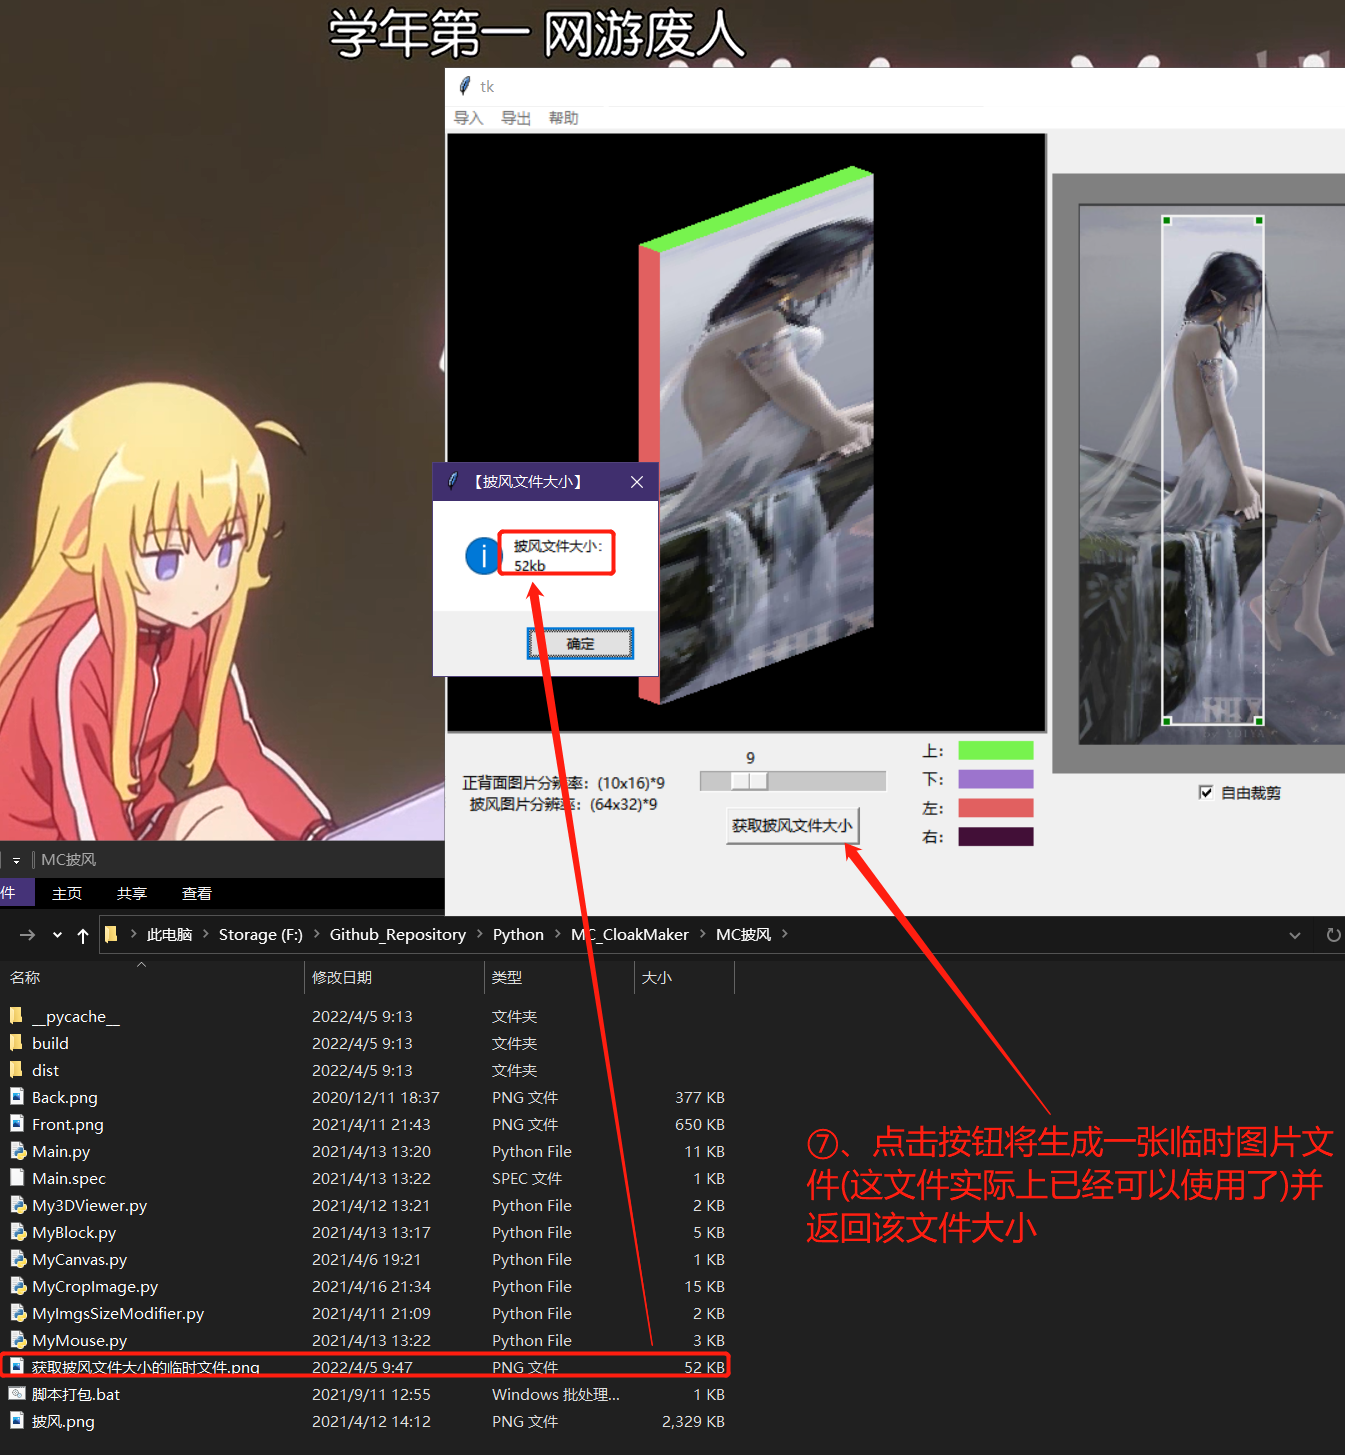 学年第一 网游废人
tk
导入 导出 帮助
【披风文件大小】
披风文件大小:
52kb
确定
9
正背面图片分辨率: (10x16)*9
披风图片分辨率: (64x32)*9
获取披风文件大小
上:
下:
左:
右:
自由裁剪
MC披风
件 主页 共享 查看
此电脑 Storage (F:) Github_Repository Python MC_CloakMaker MC披风
名称 修改日期 类型 大小
__pycache__ 2022/4/5 9:13 文件夹
build 2022/4/5 9:13 文件夹
dist 2022/4/5 9:13 文件夹
Back.png 2020/12/11 18:37 PNG 文件 377 KB
Front.png 2021/4/11 21:43 PNG 文件 650 KB
Main.py 2021/4/13 13:20 Python File 11 KB
Main.spec 2021/4/13 13:22 SPEC 文件 1 KB
My3DViewer.py 2021/4/12 13:21 Python File 2 KB
MyBlock.py 2021/4/13 13:17 Python File 5 KB
MyCanvas.py 2021/4/6 19:21 Python File 1 KB
MyCropImage.py 2021/4/16 21:34 Python File 15 KB
MyImgsSizeModifier.py 2021/4/11 21:09 Python File 2 KB
MyMouse.py 2021/4/13 13:22 Python File 3 KB
获取披风文件大小的临时文件.png 2022/4/5 9:47 PNG 文件 52 KB
脚本打包.bat 2021/9/11 12:55 Windows 批处理... 1 KB
披风.png 2021/4/12 14:12 PNG 文件 2,329 KB
⑦、点击按钮将生成一张临时图片文
件(这文件实际上已经可以使用了)并
返回该文件大小